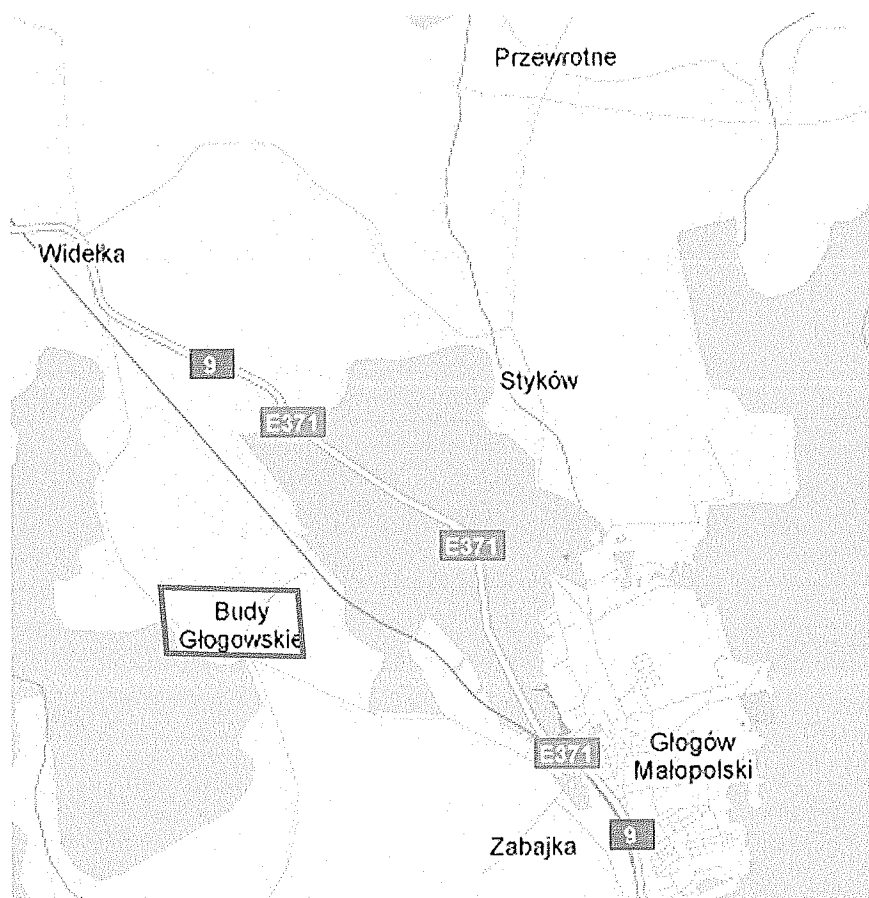 Przewrotne
Widełka
9
Styków
E371
E371
Budy
Głogowskie
Głogów
Małopolski
E371
9
Zabajka